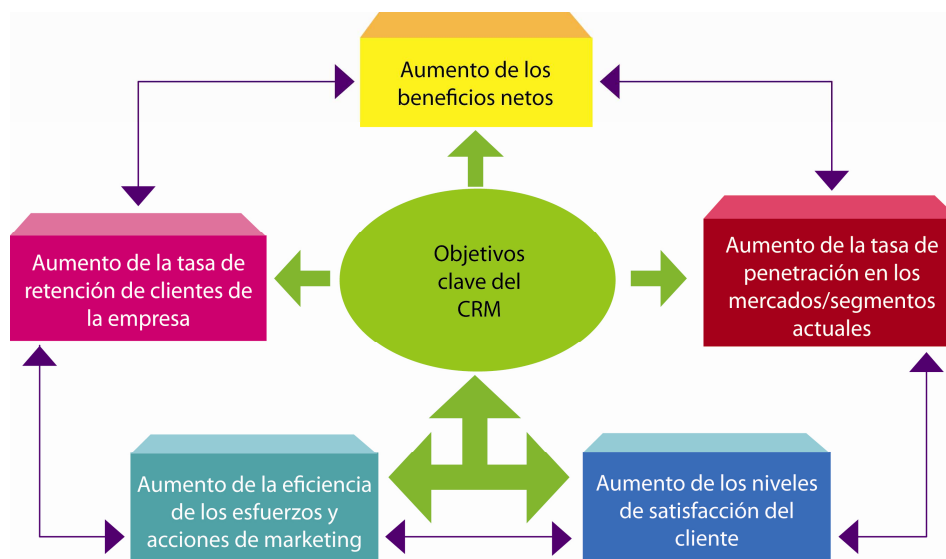 Aumento de los
beneficios netos
Aumento de la tasa de
retención de clientes de
la empresa
Objetivos
clave del
CRM
Aumento de la tasa de
penetración en los
mercados/segmentos
actuales
Aumento de la eficiencia
de los esfuerzos y
acciones de marketing
Aumento de los niveles
de satisfacción del
cliente